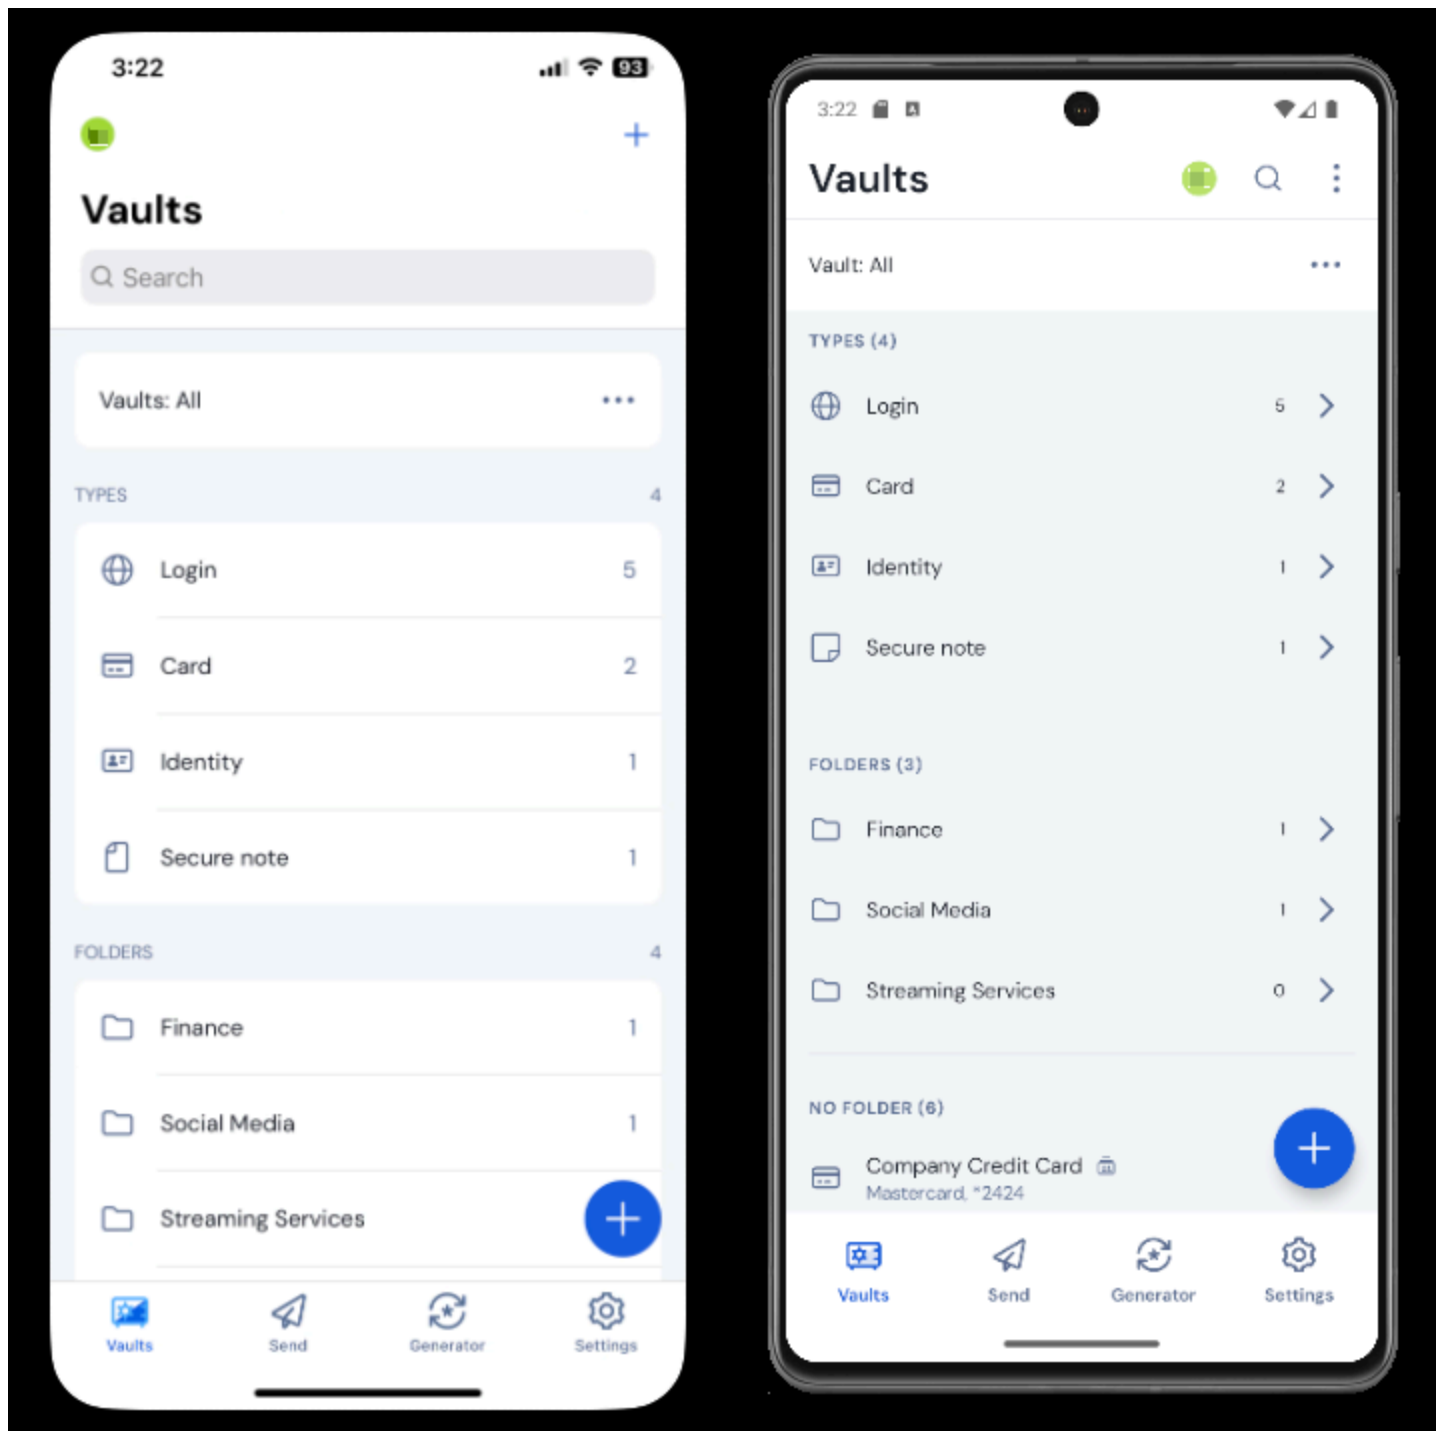 3:22
93
Vaults
Search
Vaults: All
TYPES 4
Login 5
Card 2
Identity 1
Secure note 1
FOLDERS 4
Finance 1
Social Media 1
Streaming Services
Vaults Send Generator Settings
3:22
Vaults
Vault: All
TYPES (4)
Login 5
Card 2
Identity 1
Secure note 1
FOLDERS (3)
Finance 1
Social Media 1
Streaming Services 0
NO FOLDER (6)
Company Credit Card
Mastercard, *2424
Vaults Send Generator Settings